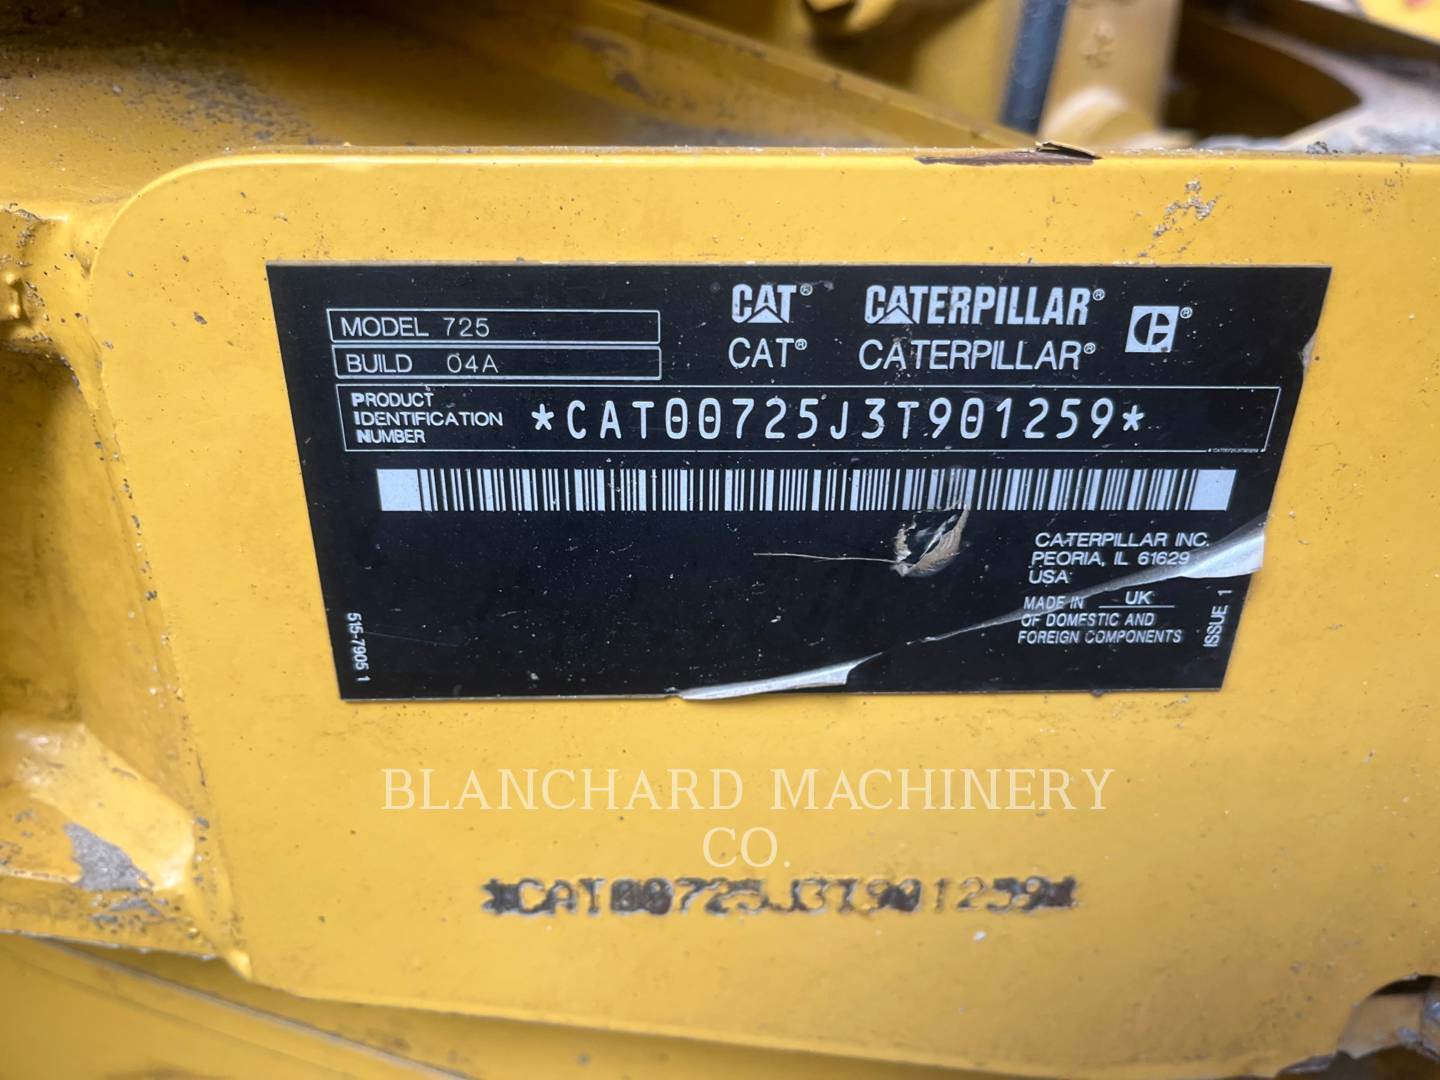 MODEL 725
BUILD 04A
CAT® CATERPILLAR® ®
CAT® CATERPILLAR®
PRODUCT
IDENTIFICATION
NUMBER
*CAT00725J3T901259*
CATERPILLAR INC.
PEORIA, IL 61629
USA
MADE IN UK
OF DOMESTIC AND
FOREIGN COMPONENTS
ISSUE 1
515-7905 1
BLANCHARD MACHINERY
CO.
*CAT00725J3T901259*